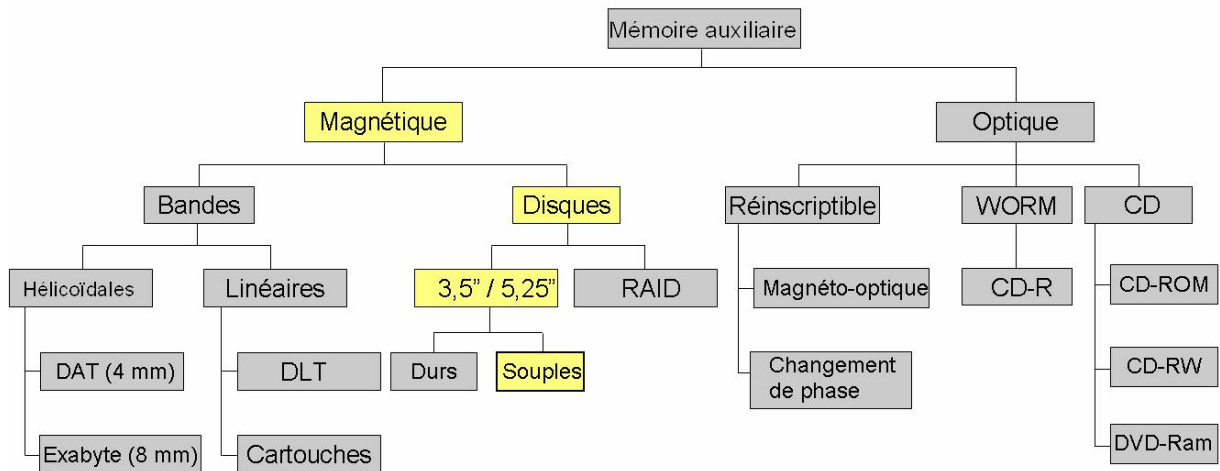 Mémoire auxiliaire
Magnétique
Optique
Bandes
Disques
Réinscriptible
WORM
CD
Hélicoïdales
Linéaires
3,5” / 5,25”
RAID
Magnéto-optique
CD-R
CD-ROM
DAT (4 mm)
DLT
Durs
Souples
Changement
de phase
CD-RW
Exabyte (8 mm)
Cartouches
DVD-Ram